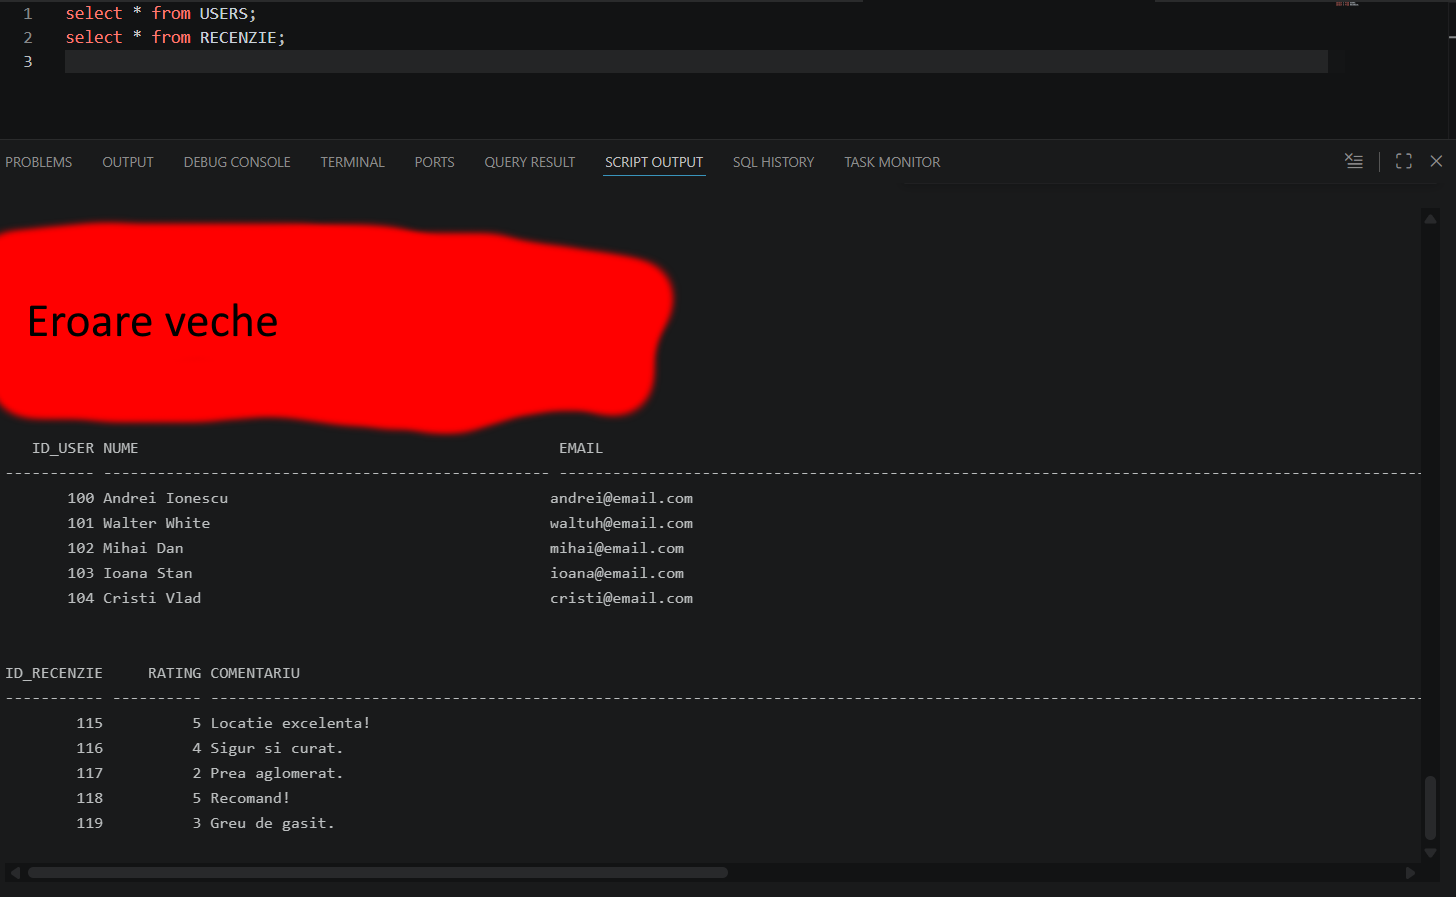 1 select * from USERS;
2 select * from RECENZIE;
3
PROBLEMS OUTPUT DEBUG CONSOLE TERMINAL PORTS QUERY RESULT SCRIPT OUTPUT SQL HISTORY TASK MONITOR
Eroare veche
ID_USER NUME EMAIL
---------- -------------------------------------------------- ------------------------------------------------------------------------------------------------
100 Andrei Ionescu andrei@email.com
101 Walter White waltuh@email.com
102 Mihai Dan mihai@email.com
103 Ioana Stan ioana@email.com
104 Cristi Vlad cristi@email.com
ID_RECENZIE RATING COMENTARIU
----------- ---------- ----------------------------------------------------------------------------------------------------------------------------------------
115 5 Locatie excelenta!
116 4 Sigur si curat.
117 2 Prea aglomerat.
118 5 Recomand!
119 3 Greu de gasit.